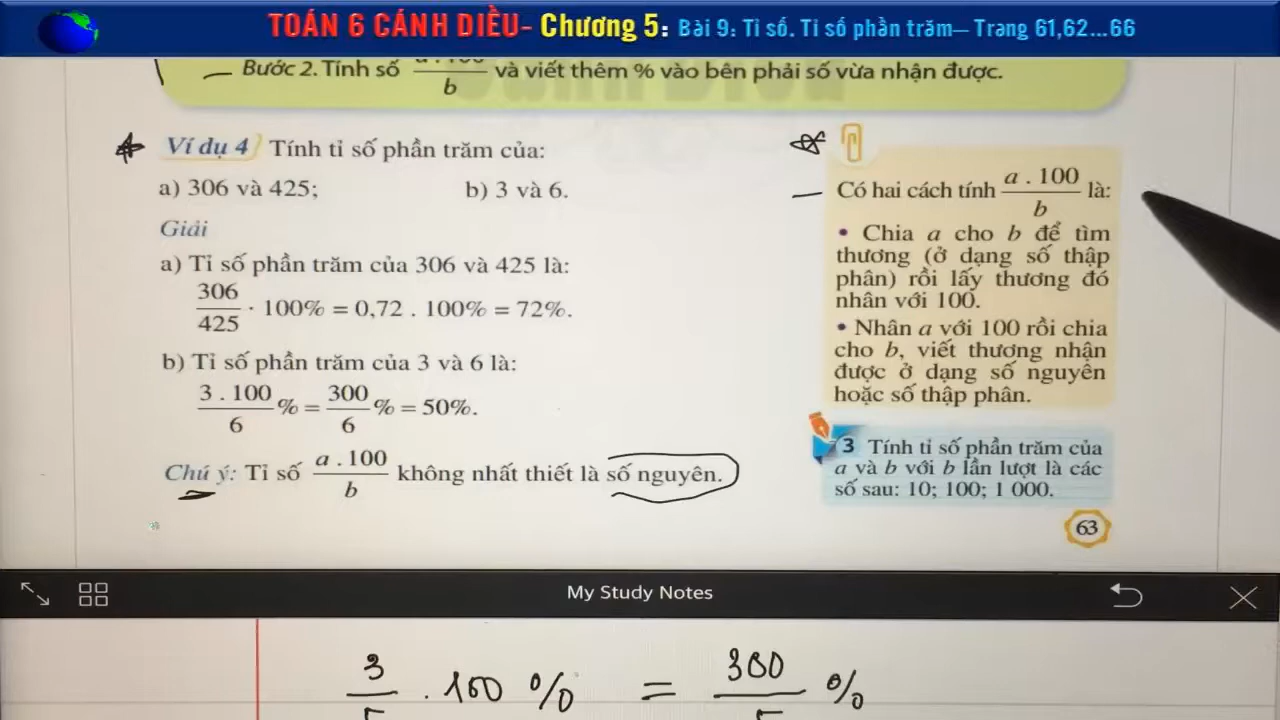 TOÁN 6 CÁNH DIỀU- Chương 5: Bài 9: Tỉ số. Tỉ số phần trăm— Trang 61,62...66
Bước 2. Tính số a . 100 / b và viết thêm % vào bên phải số vừa nhận được.
Ví dụ 4 Tính tỉ số phần trăm của:
a) 306 và 425; b) 3 và 6.
Giải
a) Tỉ số phần trăm của 306 và 425 là:
306 / 425 . 100% = 0,72 . 100% = 72%.
b) Tỉ số phần trăm của 3 và 6 là:
3 . 100 / 6 % = 300 / 6 % = 50%.
Chú ý: Tỉ số a . 100 / b không nhất thiết là số nguyên.
Có hai cách tính a . 100 / b là:
• Chia a cho b để tìm
thương (ở dạng số thập
phân) rồi lấy thương đó
nhân với 100.
• Nhân a với 100 rồi chia
cho b, viết thương nhận
được ở dạng số nguyên
hoặc số thập phân.
3 Tính tỉ số phần trăm của
a và b với b lần lượt là các
số sau: 10; 100; 1 000.
63
My Study Notes
3 / 5 . 100 % = 300 / 5 %